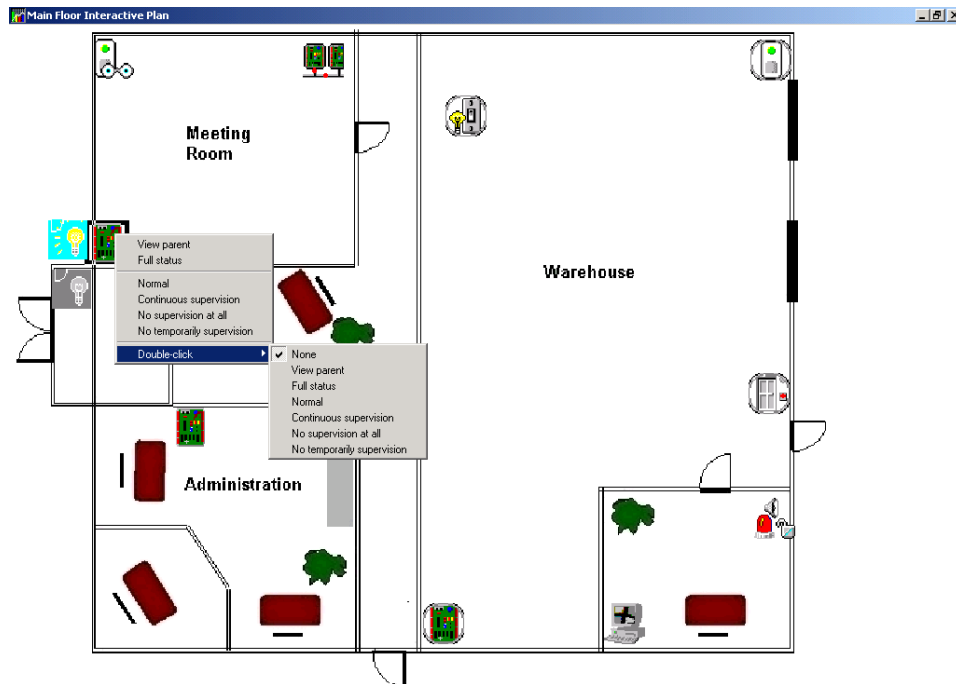 Main Floor Interactive Plan
Meeting
Room
View parent
Full status
Normal
Continuous supervision
No supervision at all
No temporarily supervision
Double-click
None
View parent
Full status
Normal
Continuous supervision
No supervision at all
No temporarily supervision
Warehouse
Administration